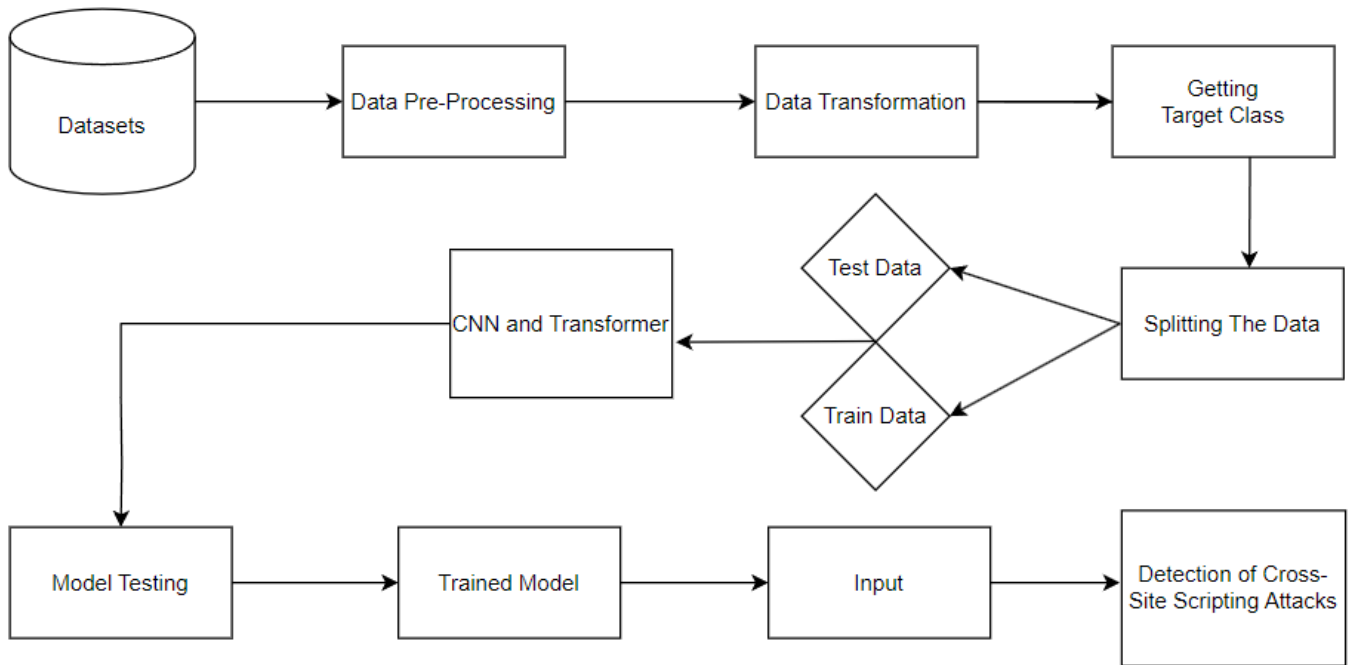 Datasets
Data Pre-Processing
Data Transformation
Getting
Target Class
Splitting The Data
Test Data
Train Data
CNN and Transformer
Model Testing
Trained Model
Input
Detection of Cross-
Site Scripting Attacks